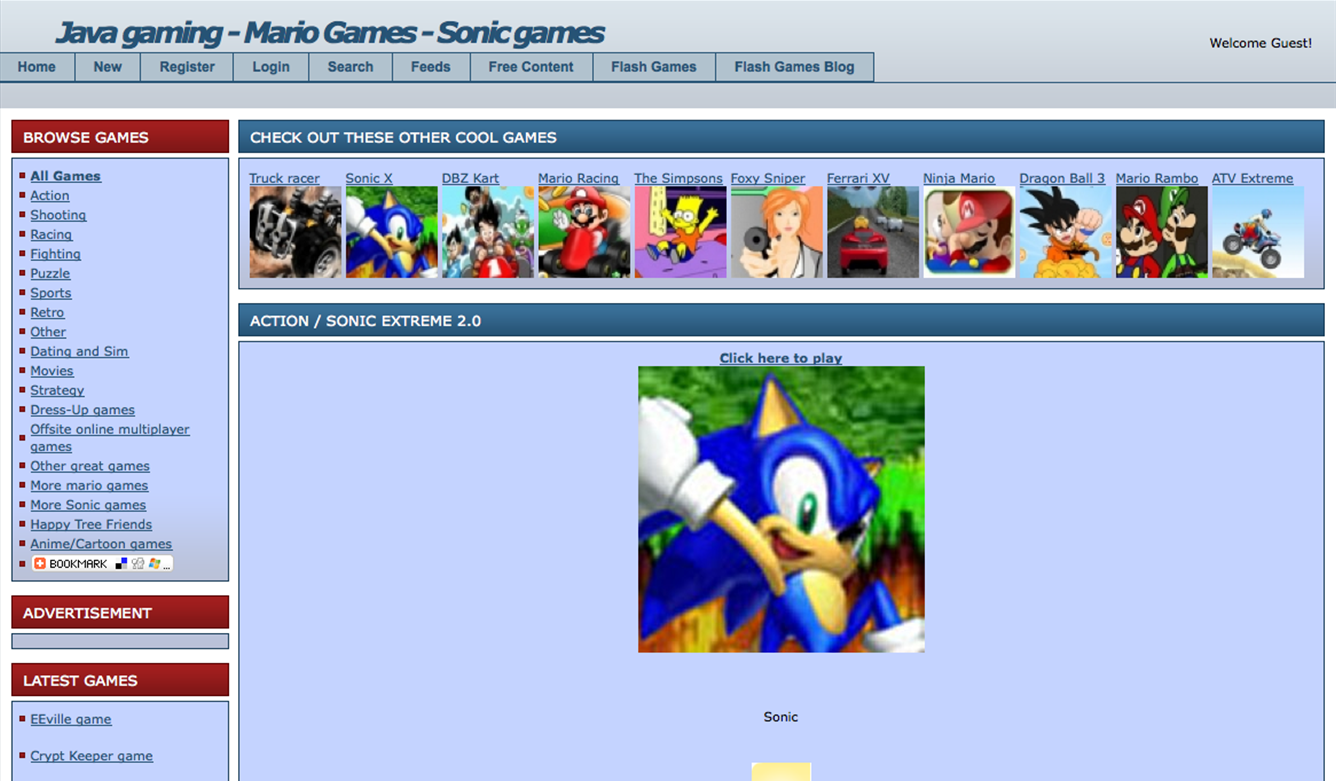 Java gaming - Mario Games - Sonic games
Welcome Guest!
Home New Register Login Search Feeds Free Content Flash Games Flash Games Blog
BROWSE GAMES
All Games
Action
Shooting
Racing
Fighting
Puzzle
Sports
Retro
Other
Dating and Sim
Movies
Strategy
Dress-Up games
Offsite online multiplayer
games
Other great games
More mario games
More Sonic games
Happy Tree Friends
Anime/Cartoon games
BOOKMARK ...
ADVERTISEMENT
LATEST GAMES
EEville game
Crypt Keeper game
CHECK OUT THESE OTHER COOL GAMES
Truck racer Sonic X DBZ Kart Mario Racing The Simpsons Foxy Sniper Ferrari XV Ninja Mario Dragon Ball 3 Mario Rambo ATV Extreme
ACTION / SONIC EXTREME 2.0
Click here to play
Sonic